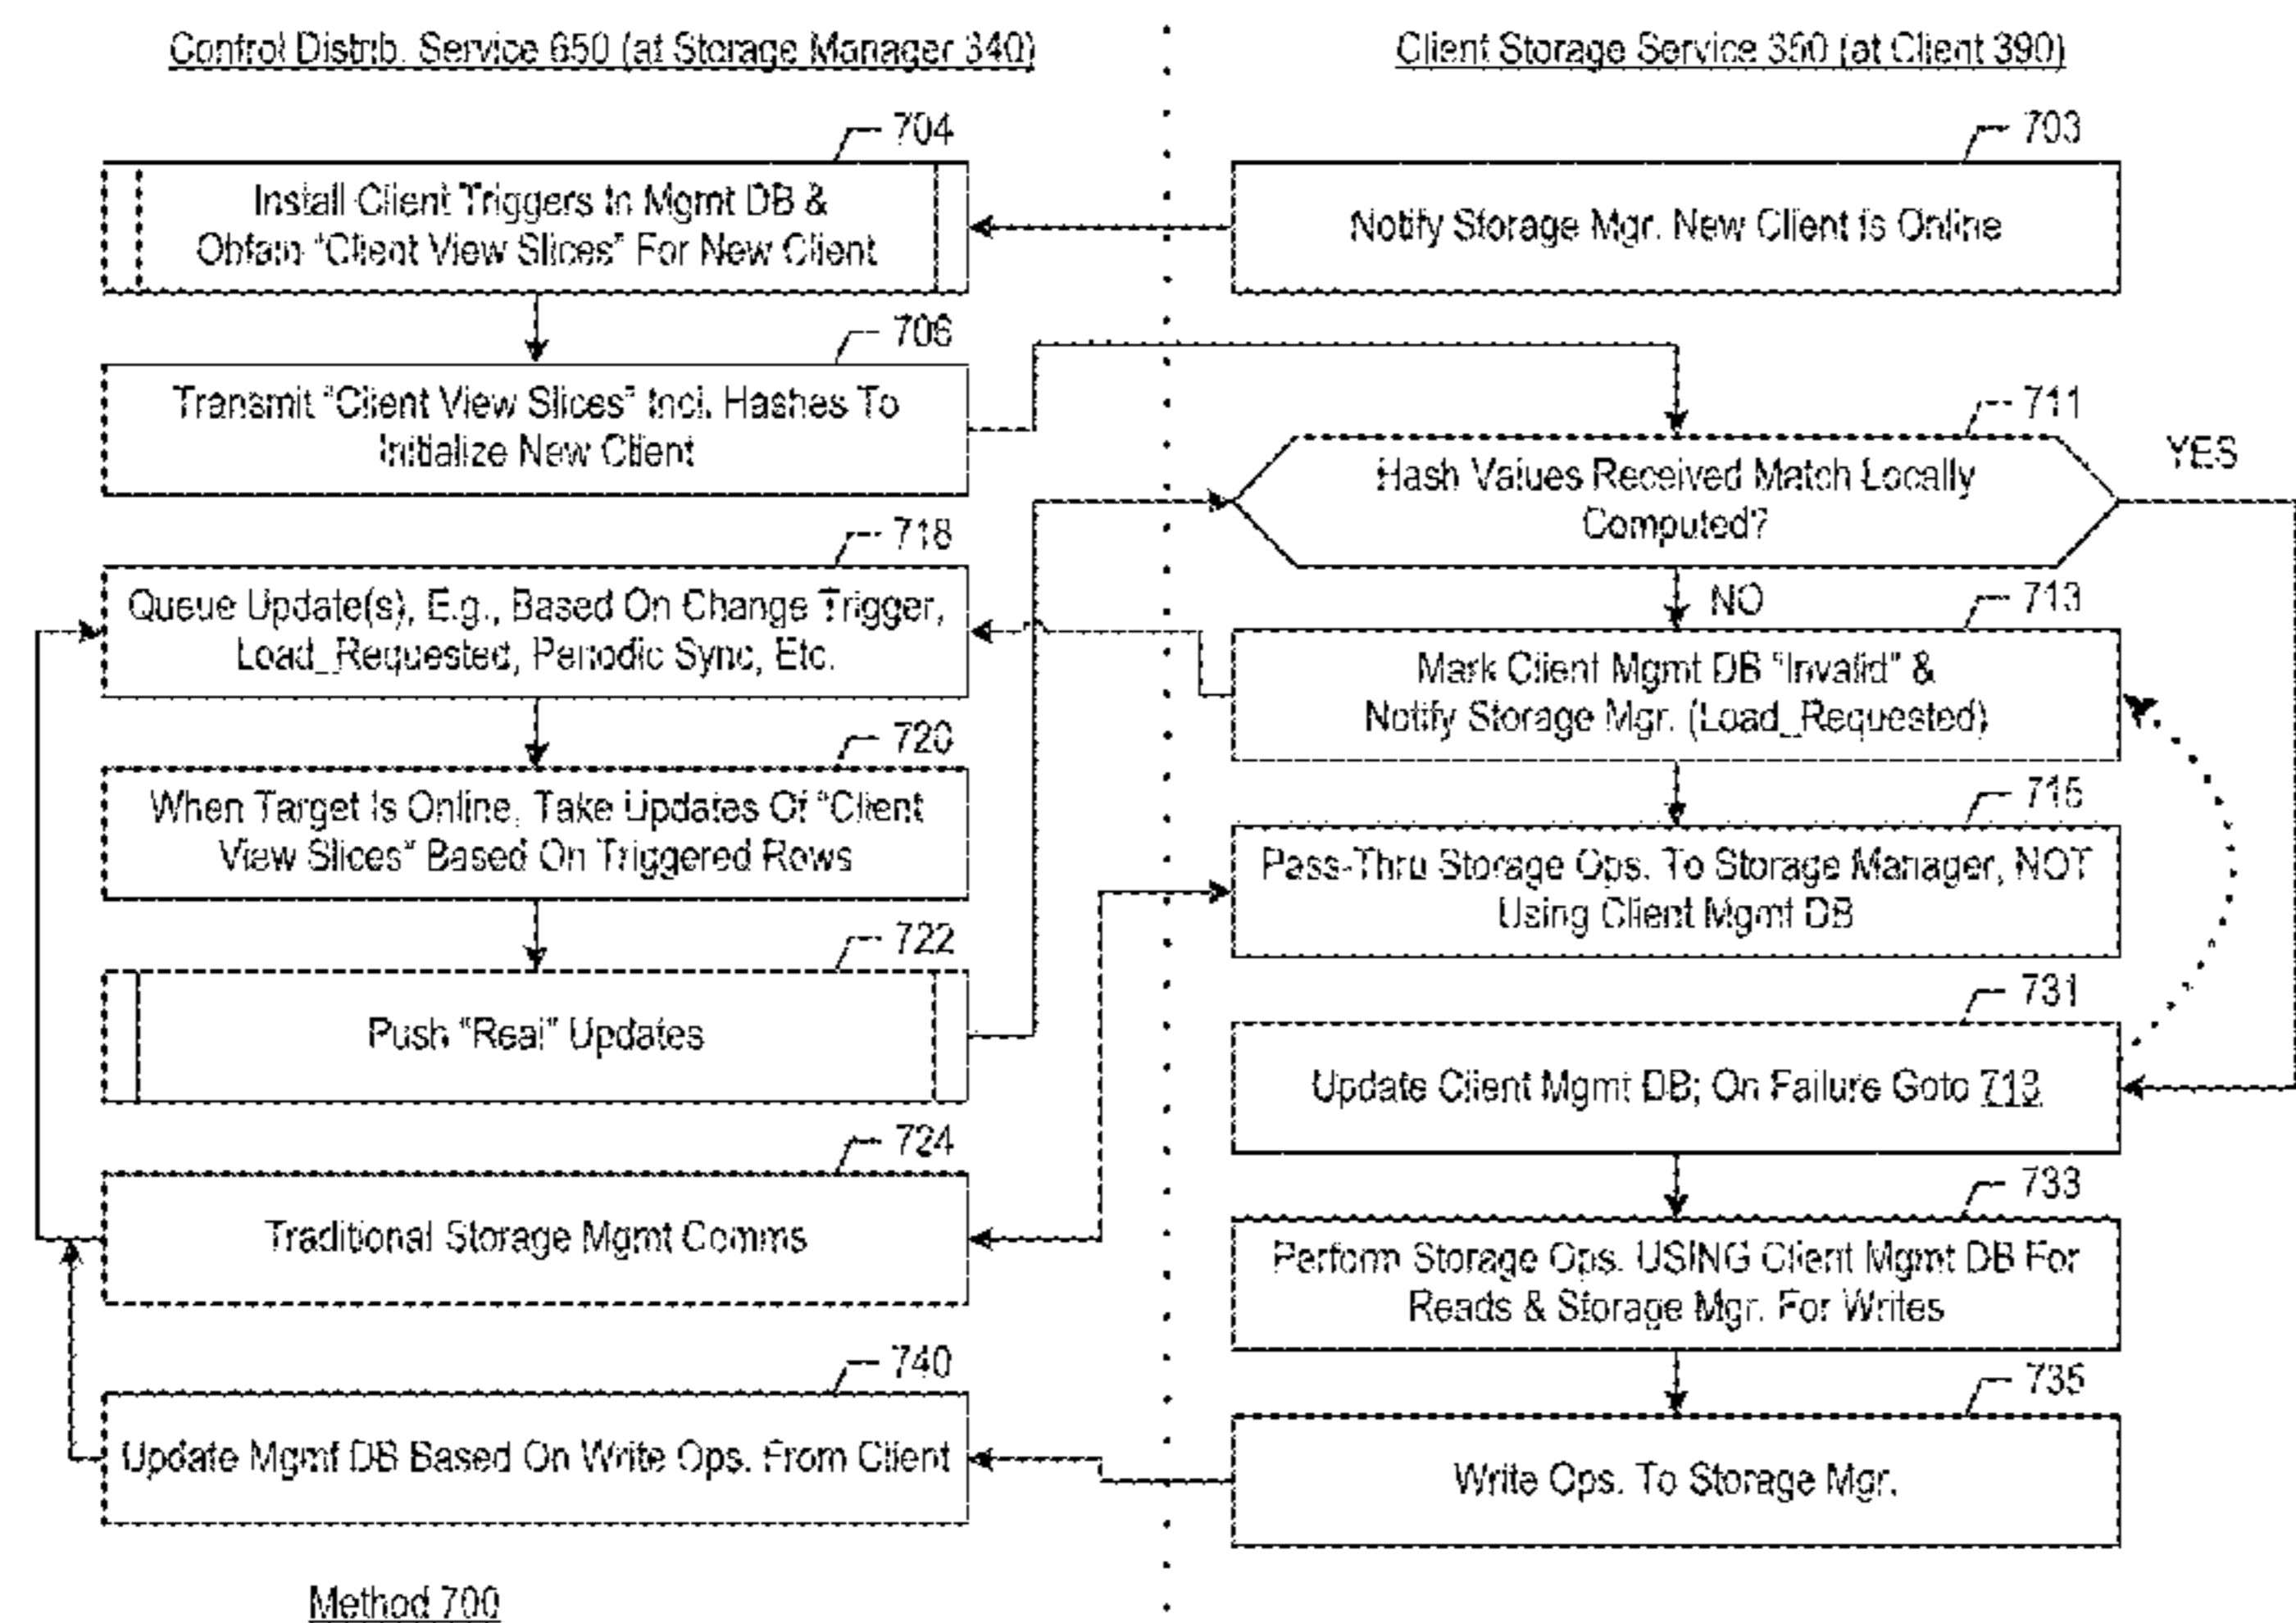 Control Distrib. Service 650 (at Storage Manager 340)
704
Install Client Triggers In Mgmt DB &
Obtain "Client View Slices" For New Client
706
Transmit "Client View Slices" Incl. Hashes To
Initialize New Client
718
Queue Update(s), E.g., Based On Change Trigger,
Load_Requested, Periodic Sync, Etc.
720
When Target Is Online, Take Updates Of "Client
View Slices" Based On Triggered Rows
722
Push "Real" Updates
724
Traditional Storage Mgmt Comms
740
Update Mgmt DB Based On Write Ops. From Client
Method 700
Client Storage Service 350 (at Client 390)
703
Notify Storage Mgr. New Client Is Online
711
Hash Values Received Match Locally
Computed?
YES
NO
713
Mark Client Mgmt DB "Invalid" &
Notify Storage Mgr. (Load_Requested)
715
Pass-Thru Storage Ops. To Storage Manager, NOT
Using Client Mgmt DB
731
Update Client Mgmt DB; On Failure Goto 713
733
Perform Storage Ops. USING Client Mgmt DB For
Reads & Storage Mgr. For Writes
735
Write Ops. To Storage Mgr.